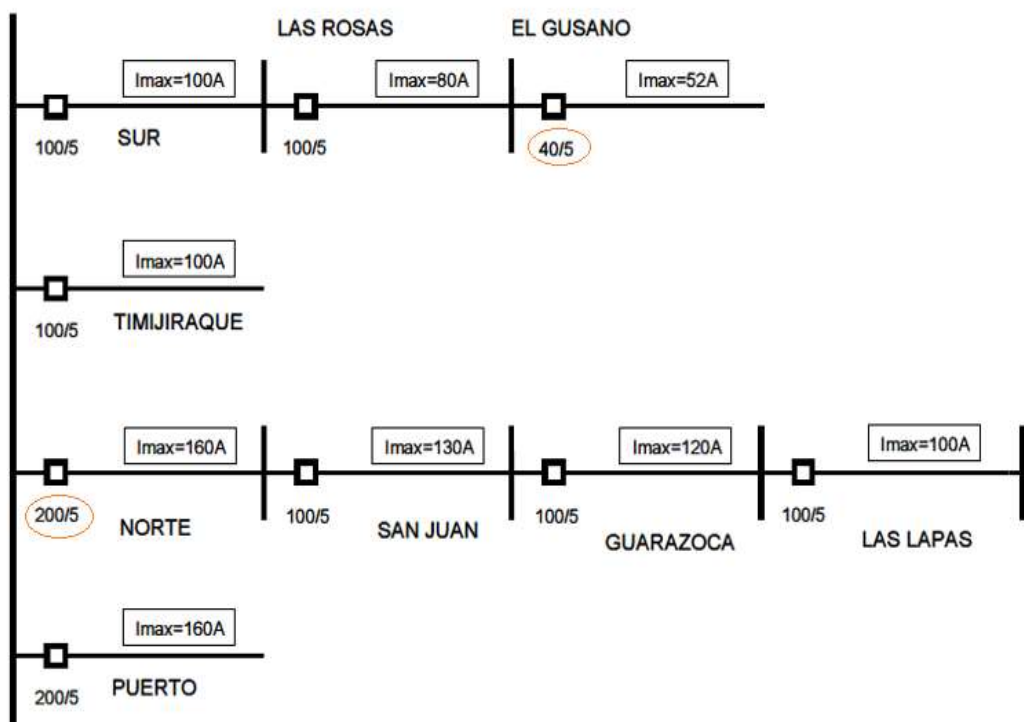 LAS ROSAS
EL GUSANO
Imax=100A
Imax=80A
Imax=52A
100/5
SUR
100/5
40/5
Imax=100A
100/5
TIMIJIRAQUE
Imax=160A
Imax=130A
Imax=120A
Imax=100A
200/5
NORTE
100/5
SAN JUAN
100/5
GUARAZOCA
100/5
LAS LAPAS
Imax=160A
200/5
PUERTO